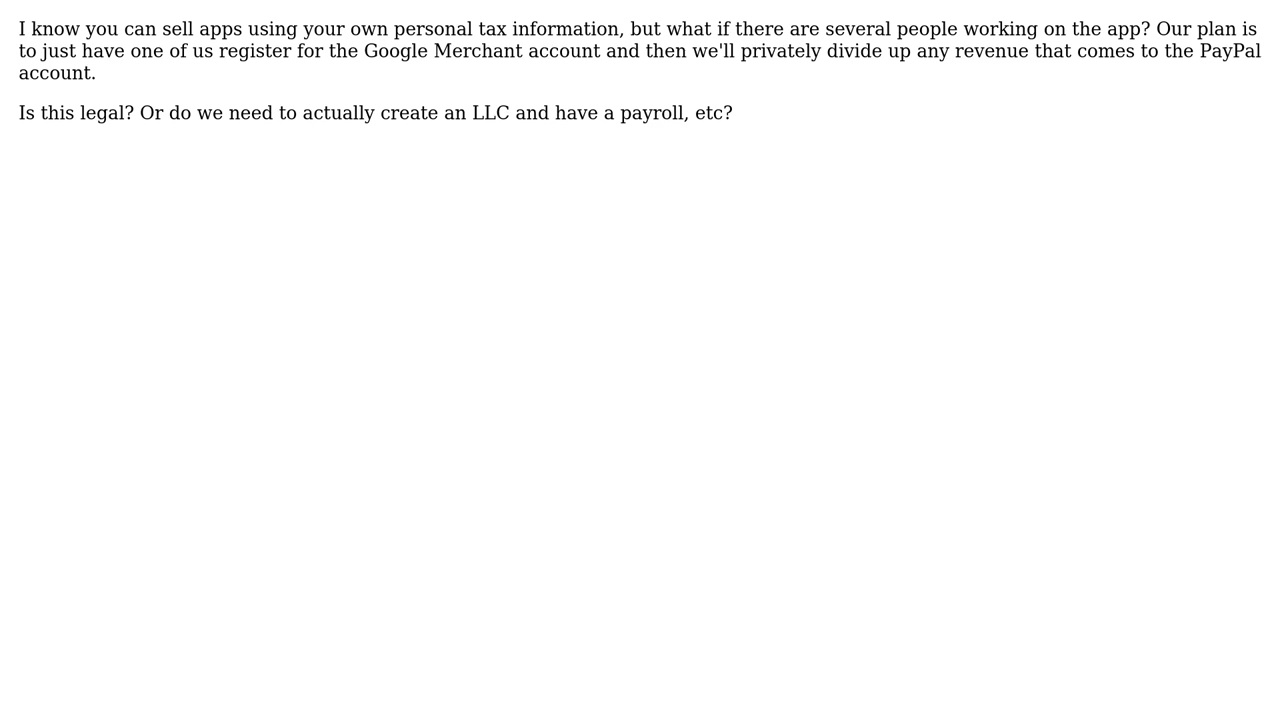 I know you can sell apps using your own personal tax information, but what if there are several people working on the app? Our plan is
to just have one of us register for the Google Merchant account and then we'll privately divide up any revenue that comes to the PayPal
account.
Is this legal? Or do we need to actually create an LLC and have a payroll, etc?